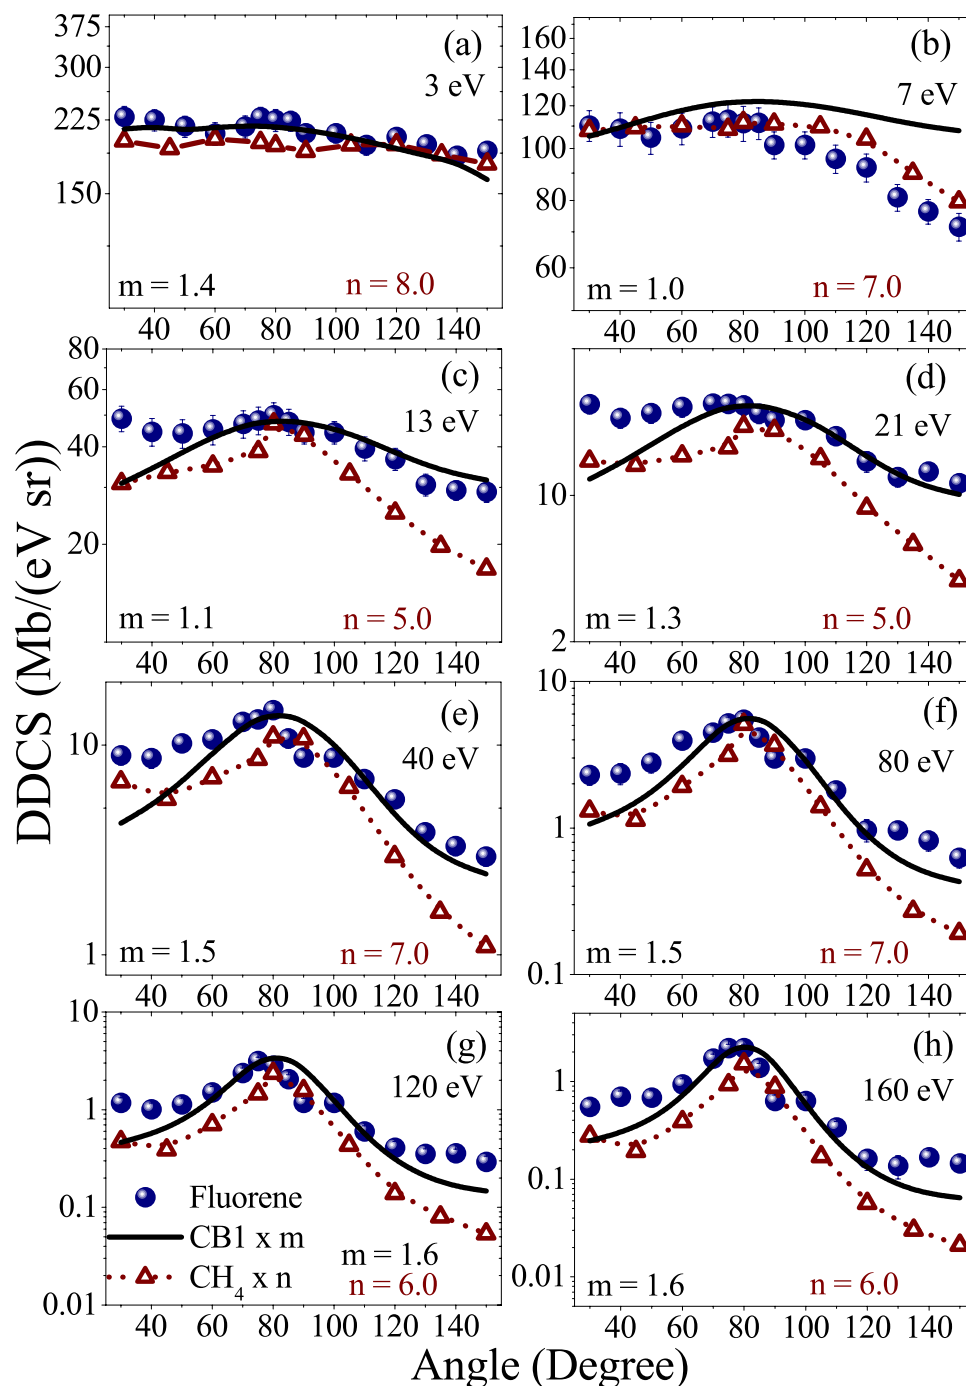 DDCS (Mb/(eV sr))
375
300
225
150
(a)
3 eV
m = 1.4
n = 8.0
40 60 80 100 120 140
160
140
120
100
80
60
(b)
7 eV
m = 1.0
n = 7.0
40 60 80 100 120 140
80
60
40
20
(c)
13 eV
m = 1.1
n = 5.0
40 60 80 100 120 140
10
2
(d)
21 eV
m = 1.3
n = 5.0
40 60 80 100 120 140
10
1
(e)
40 eV
m = 1.5
n = 7.0
40 60 80 100 120 140
10
1
0.1
(f)
80 eV
m = 1.5
n = 7.0
40 60 80 100 120 140
10
1
0.1
0.01
(g)
120 eV
Fluorene
CB1 x m
CH4 x n
m = 1.6
n = 6.0
40 60 80 100 120 140
1
0.1
0.01
(h)
160 eV
m = 1.6
n = 6.0
40 60 80 100 120 140
Angle (Degree)